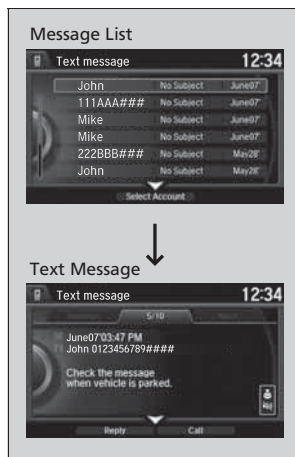 Message List
Text message 12:34
John No Subject June07'
111AAA### No Subject June07'
Mike No Subject June07'
Mike No Subject June07'
222BBB### No Subject May28'
John No Subject May28'
Select Account
Text Message
Text message 12:34
5/10
June07'03:47 PM
John 0123456789####
Check the message
when vehicle is parked.
Reply Call